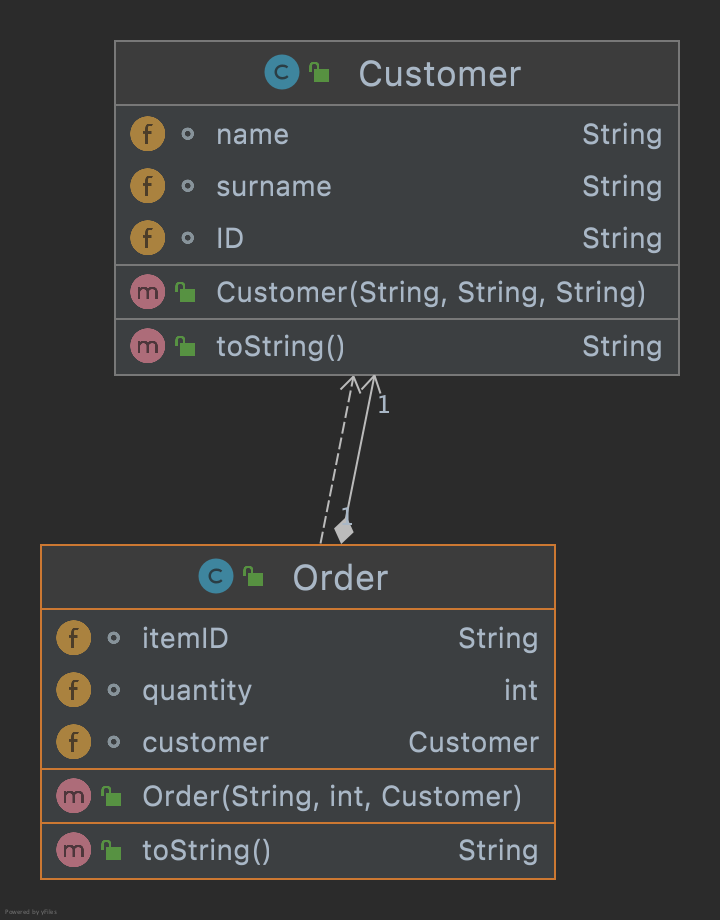 C Customer
f name String
f surname String
f ID String
m Customer(String, String, String)
m toString() String
1
1
C Order
f itemID String
f quantity int
f customer Customer
m Order(String, int, Customer)
m toString() String
Powered by yFiles